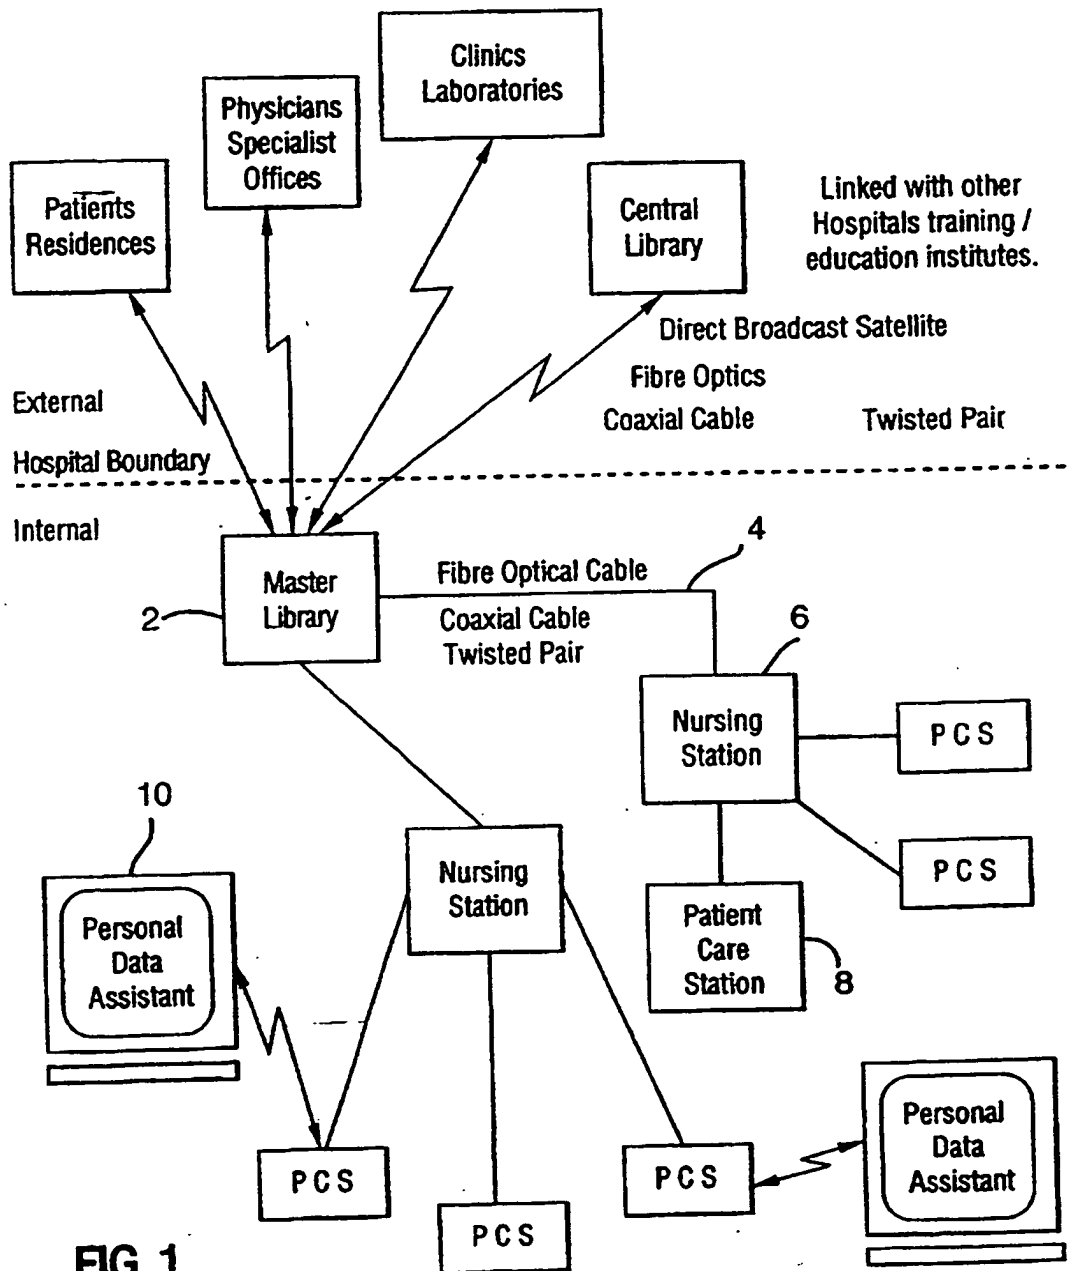 Clinics
Laboratories
Physicians
Specialist
Offices
Patients
Residences
Central
Library
Linked with other
Hospitals training /
education institutes.
Direct Broadcast Satellite
Fibre Optics
Coaxial Cable
Twisted Pair
External
Hospital Boundary
Internal
Master
Library
2
Fibre Optical Cable
Coaxial Cable
Twisted Pair
4
6
Nursing
Station
PCS
PCS
Patient
Care
Station
8
10
Personal
Data
Assistant
Nursing
Station
PCS
PCS
PCS
Personal
Data
Assistant
FIG 1